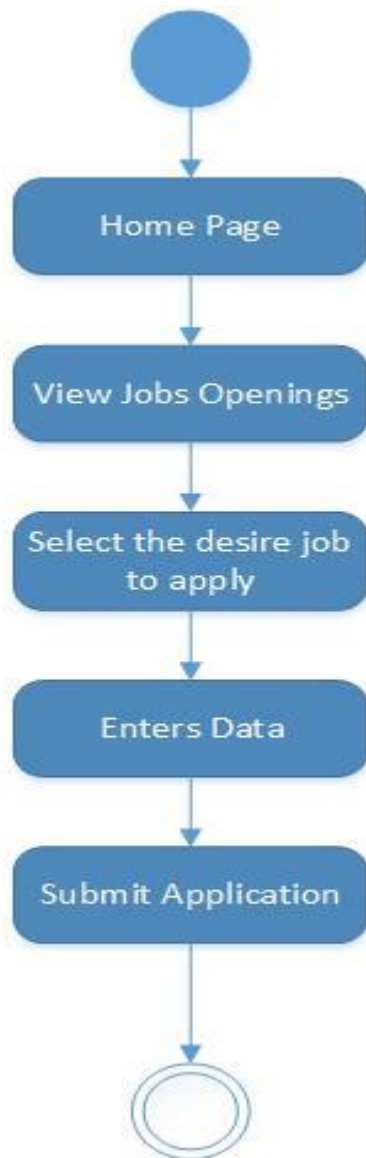 Home Page
View Jobs Openings
Select the desire job
to apply
Enters Data
Submit Application